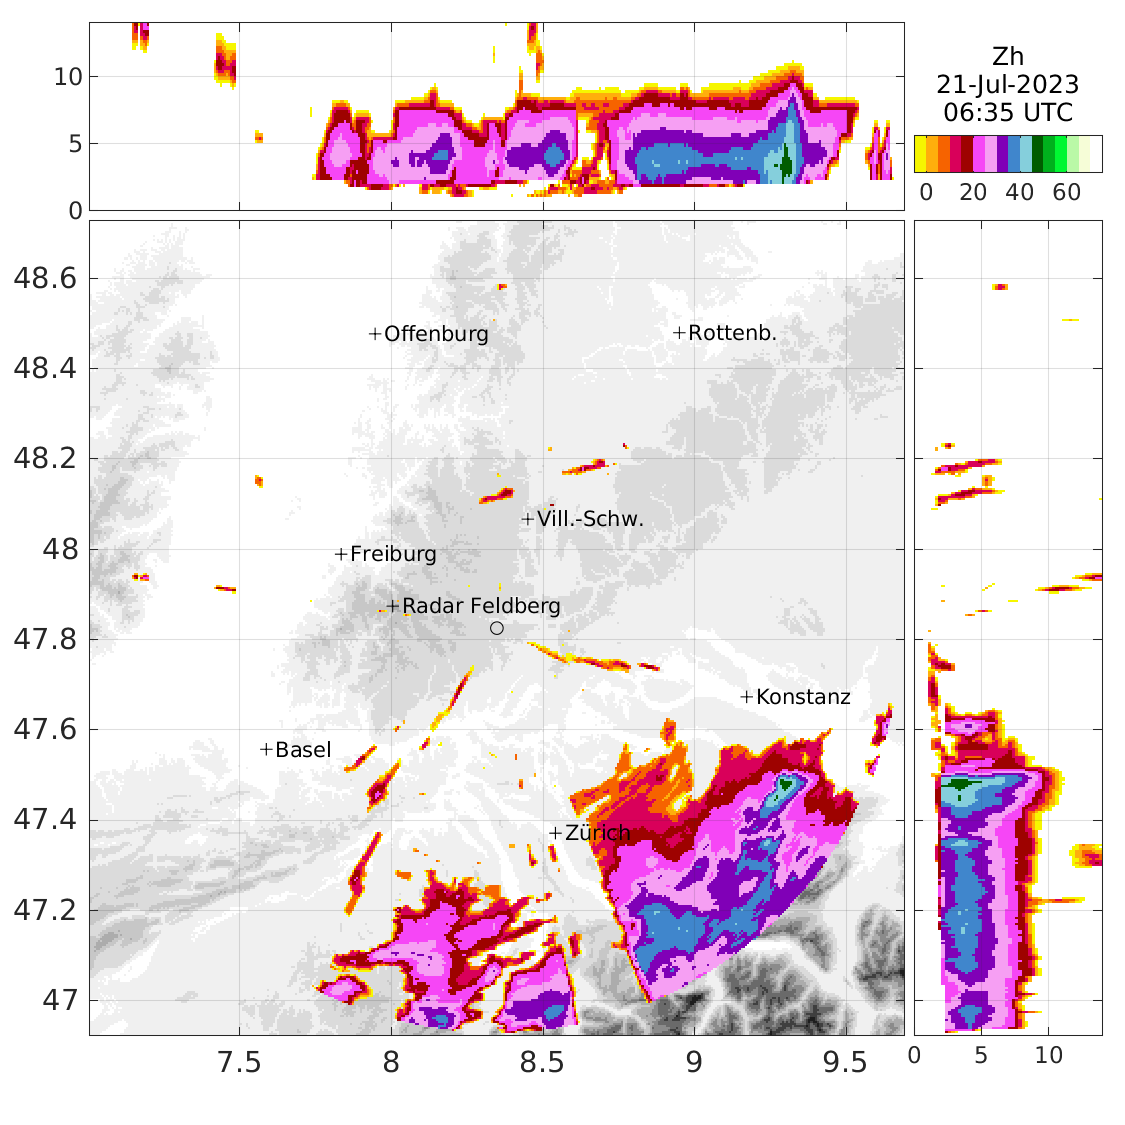 Zh
21-Jul-2023
06:35 UTC
0 20 40 60
10
5
0
48.6
48.4
48.2
48
47.8
47.6
47.4
47.2
47
+Offenburg
+Rottenb.
+Vill.-Schw.
+Freiburg
+Radar Feldberg
+Konstanz
+Basel
+Zürich
7.5 8 8.5 9 9.5
0 5 10